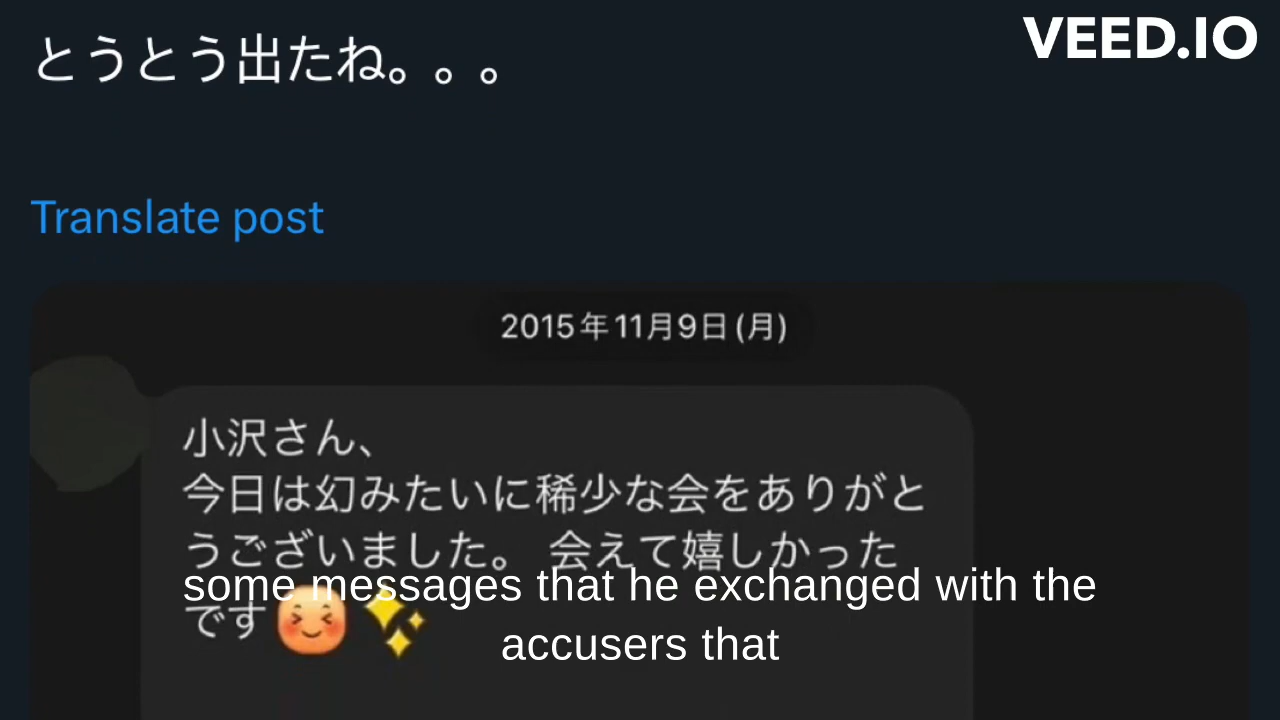 とうとう出たね。。。
VEED.IO
Translate post
2015年11月9日(月)
小沢さん、
今日は幻みたいに稀少な会をありがと
うございました。 会えて嬉しかった
です😊✨
some messages that he exchanged with the
accusers that